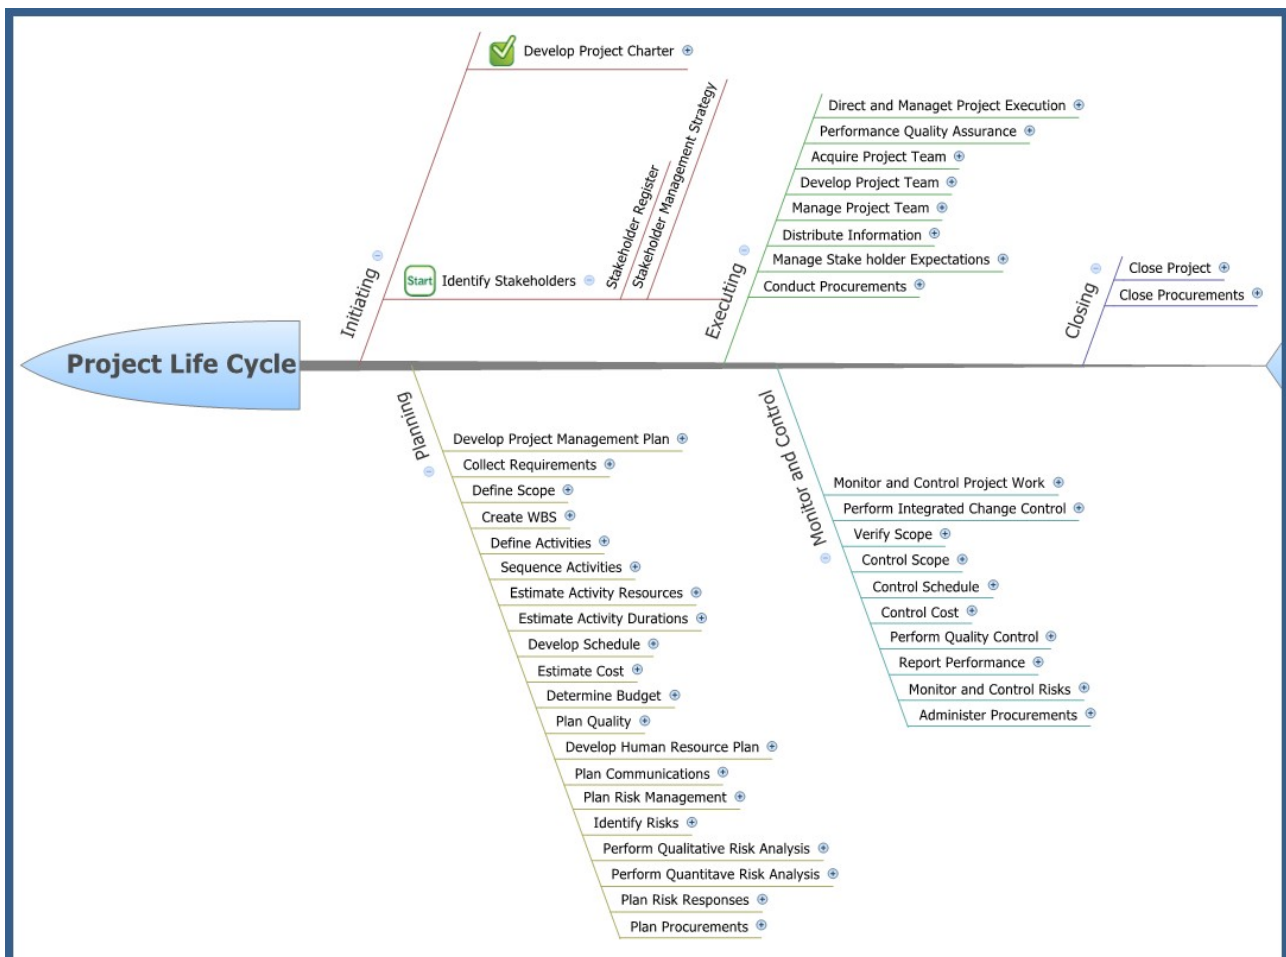 Project Life Cycle
Initiating
Develop Project Charter
Start
Identify Stakeholders
Stakeholder Register
Stakeholder Management Strategy
Planning
Develop Project Management Plan
Collect Requirements
Define Scope
Create WBS
Define Activities
Sequence Activities
Estimate Activity Resources
Estimate Activity Durations
Develop Schedule
Estimate Cost
Determine Budget
Plan Quality
Develop Human Resource Plan
Plan Communications
Plan Risk Management
Identify Risks
Perform Qualitative Risk Analysis
Perform Quantitave Risk Analysis
Plan Risk Responses
Plan Procurements
Executing
Direct and Managet Project Execution
Performance Quality Assurance
Acquire Project Team
Develop Project Team
Manage Project Team
Distribute Information
Manage Stake holder Expectations
Conduct Procurements
Monitor and Control
Monitor and Control Project Work
Perform Integrated Change Control
Verify Scope
Control Scope
Control Schedule
Control Cost
Perform Quality Control
Report Performance
Monitor and Control Risks
Administer Procurements
Closing
Close Project
Close Procurements